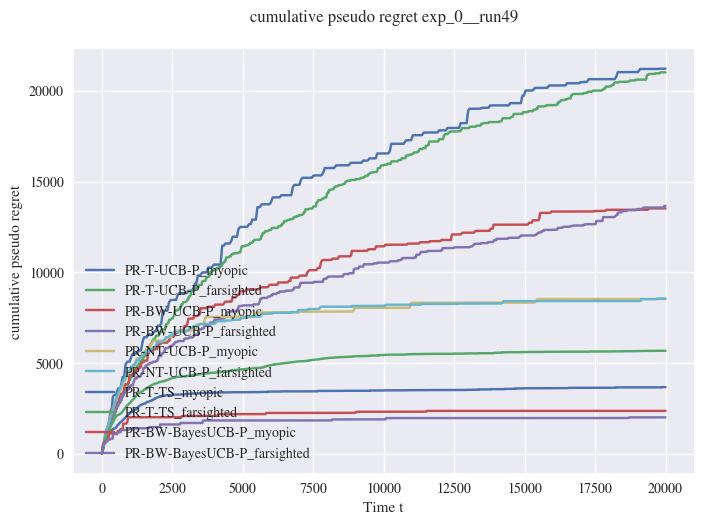 cumulative pseudo regret exp_0__run49
cumulative pseudo regret
20000
15000
10000
5000
0
PR-T-UCB-P_myopic
PR-T-UCB-P_farsighted
PR-BW-UCB-P_myopic
PR-BW-UCB-P_farsighted
PR-NT-UCB-P_myopic
PR-NT-UCB-P_farsighted
PR-T-TS_myopic
PR-T-TS_farsighted
PR-BW-BayesUCB-P_myopic
PR-BW-BayesUCB-P_farsighted
0 2500 5000 7500 10000 12500 15000 17500 20000
Time t